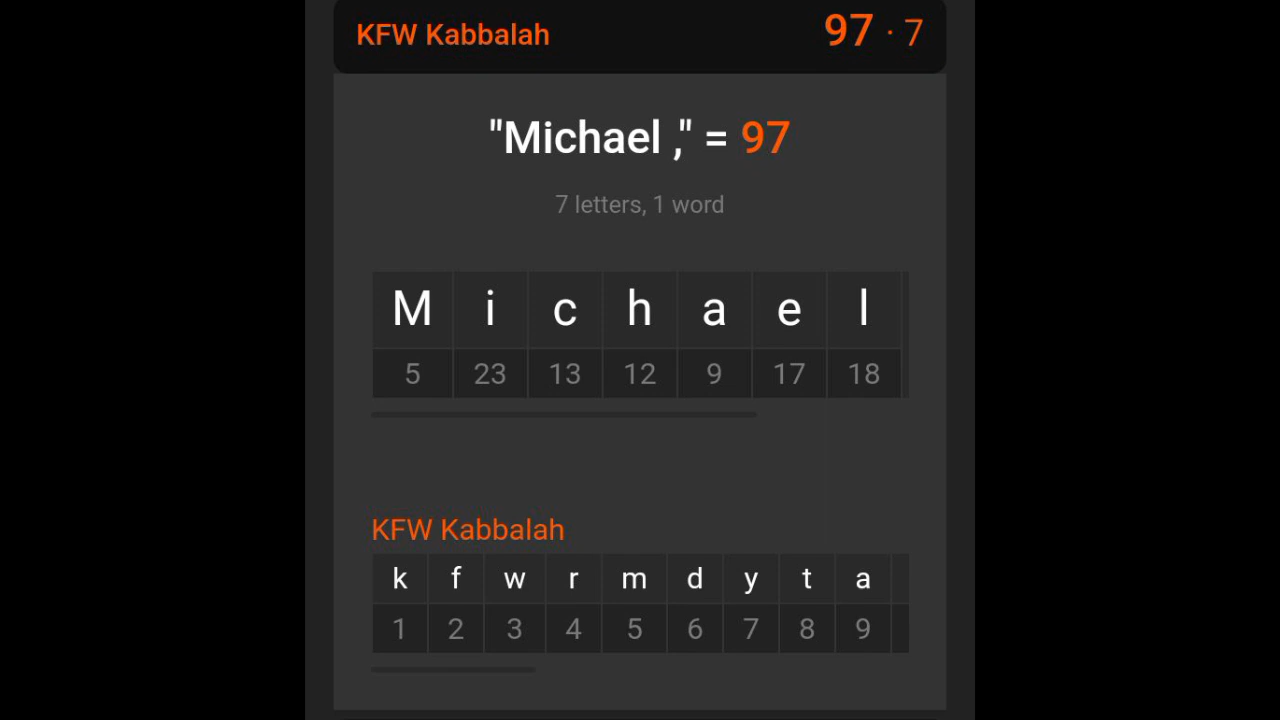 KFW Kabbalah 97 · 7
"Michael ," = 97
7 letters, 1 word
M i c h a e l
5 23 13 12 9 17 18
KFW Kabbalah
k f w r m d y t a
1 2 3 4 5 6 7 8 9